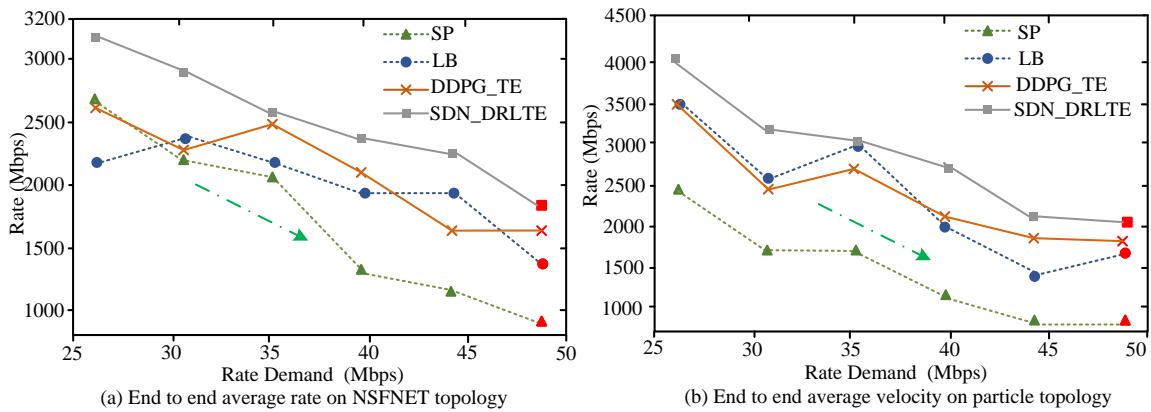 3200
3000
2500
2000
1500
1000
Rate (Mbps)
SP
LB
DDPG_TE
SDN_DRLTE
25 30 35 40 45 50
Rate Demand (Mbps)
(a) End to end average rate on NSFNET topology
4500
4000
3500
3000
2500
2000
1500
1000
Rate (Mbps)
SP
LB
DDPG_TE
SDN_DRLTE
25 30 35 40 45 50
Rate Demand (Mbps)
(b) End to end average velocity on particle topology